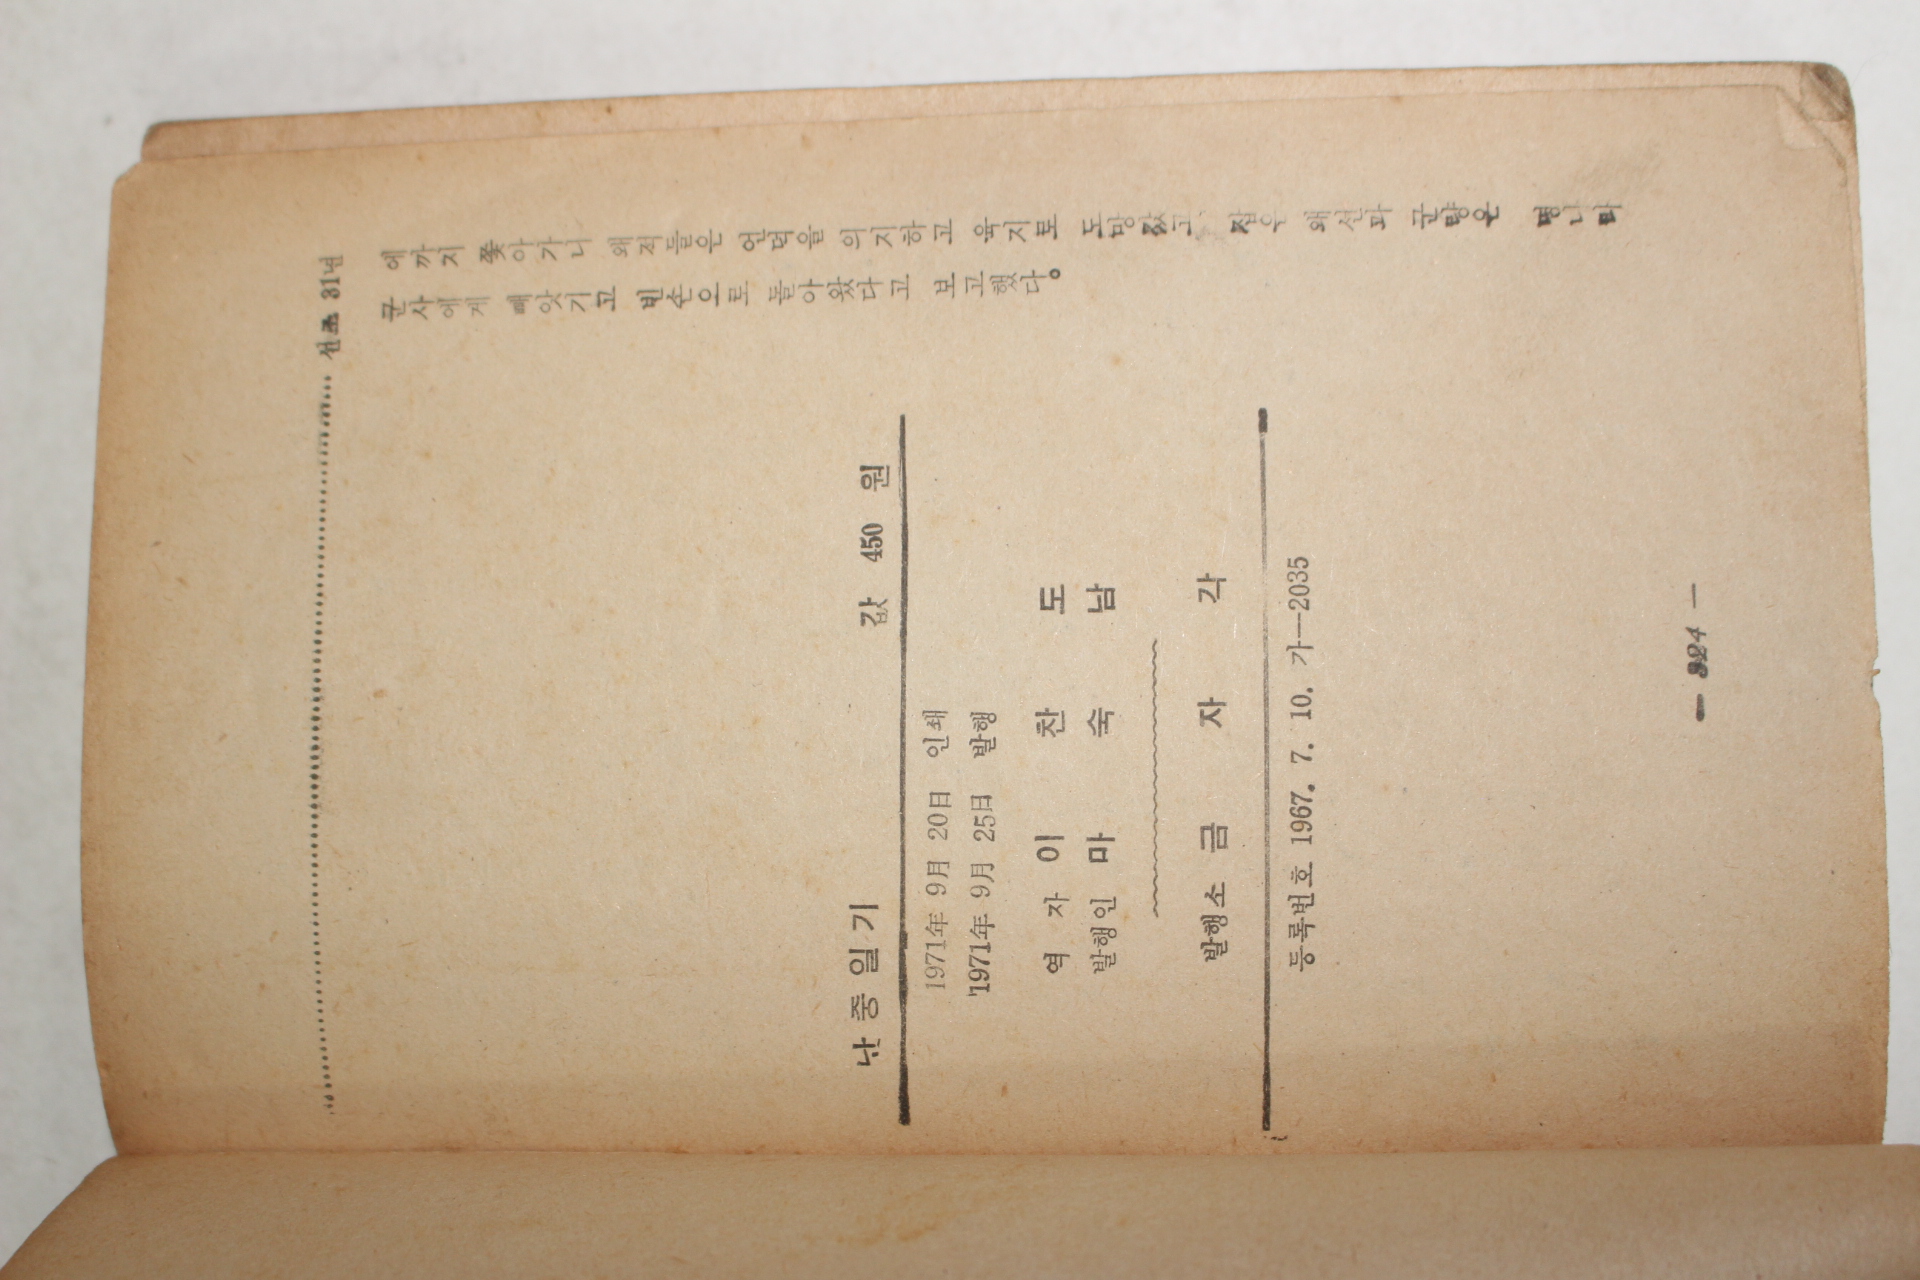 선조 31년
에까지 쫓아가니 왜적들은 언덕을 의지하고 육지로 도망갔고 잡은 왜선과 군량은 명나라
군사에게 빼앗기고 빈손으로 돌아왔다고 보고했다。
난중일기 값 450 원
1971年 9月 20日 인쇄
1971年 9月 25日 발행
역 자 이 찬 도
발행인 마 숙 남
발행소 금 자 각
등록번호 1967. 7. 10. 가—2035
— 324 —